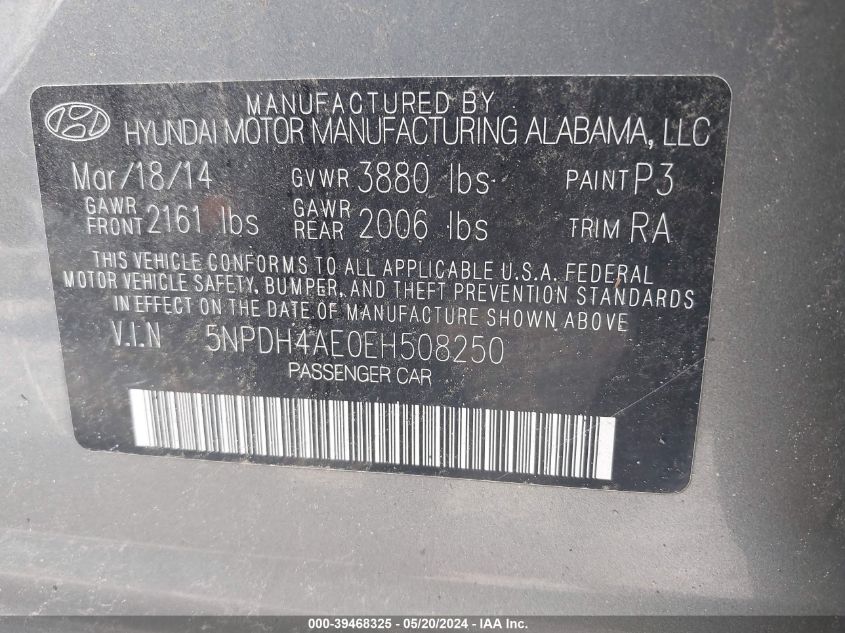 MANUFACTURED BY
HYUNDAI MOTOR MANUFACTURING ALABAMA, LLC
Mar/18/14 GVWR 3880 lbs PAINT P3
GAWR FRONT 2161 lbs GAWR REAR 2006 lbs TRIM RA
THIS VEHICLE CONFORMS TO ALL APPLICABLE U.S.A. FEDERAL
MOTOR VEHICLE SAFETY, BUMPER, AND THEFT PREVENTION STANDARDS
IN EFFECT ON THE DATE OF MANUFACTURE SHOWN ABOVE
V.I.N 5NPDH4AE0EH508250
PASSENGER CAR
000-39468325 - 05/20/2024 - IAA, Inc.